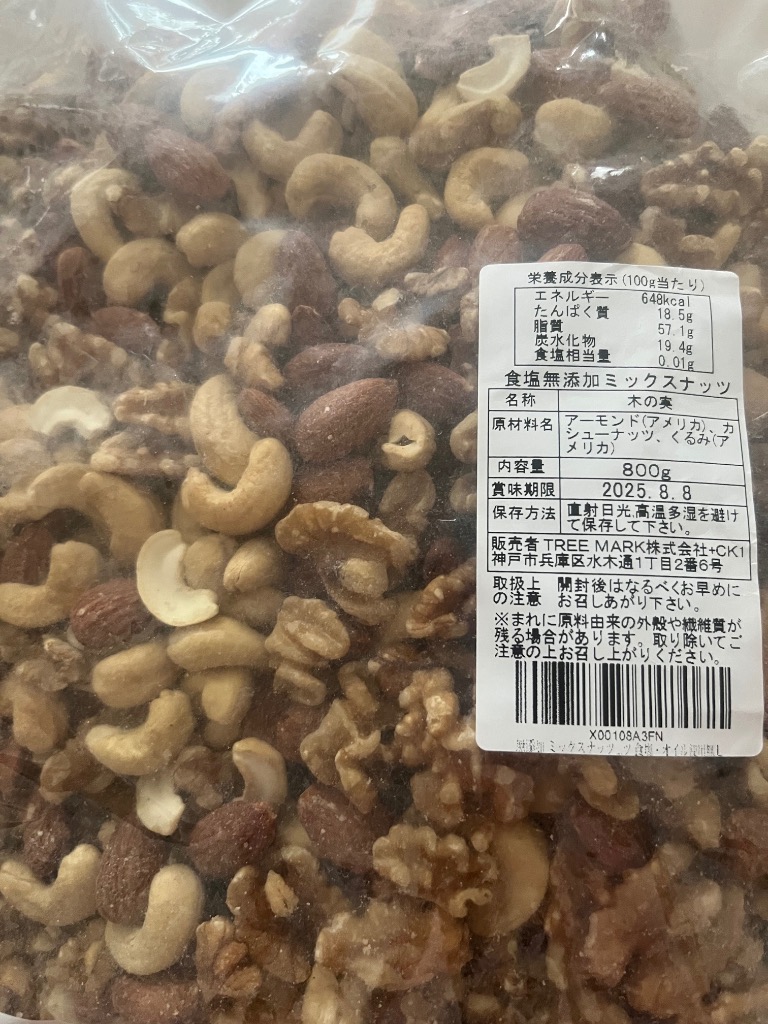 栄養成分表示(100g当たり)
エネルギー 648kcal
たんぱく質 18.5g
脂質 57.1g
炭水化物 19.4g
食塩相当量 0.01g
食塩無添加ミックスナッツ
名称 木の実
原材料名 アーモンド(アメリカ)、カ
シューナッツ、くるみ(ア
メリカ)
内容量 800g
賞味期限 2025.8.8
保存方法 直射日光,高温多湿を避け
て保存して下さい。
販売者 TREE MARK株式会社+CK1
神戸市兵庫区水木通1丁目2番6号
取扱上 開封後はなるべくお早めに
の注意 お召しあがり下さい。
※まれに原料由来の外殻や繊維質が
残る場合があります。取り除いてご
注意の上お召し上がりください。
X00108A3FN
ミックスナッツ